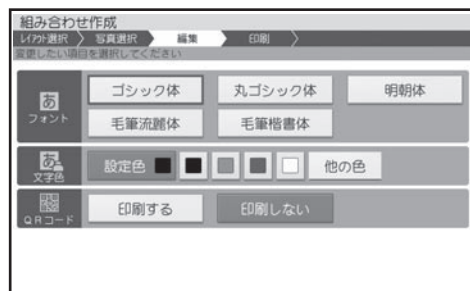 組み合わせ作成
レイアウト選択 写真選択 編集 印刷
変更したい項目を選択してください
あ
フォント
ゴシック体 丸ゴシック体 明朝体
毛筆流麗体 毛筆楷書体
あ
文字色
設定色 他の色
QRコード
印刷する 印刷しない